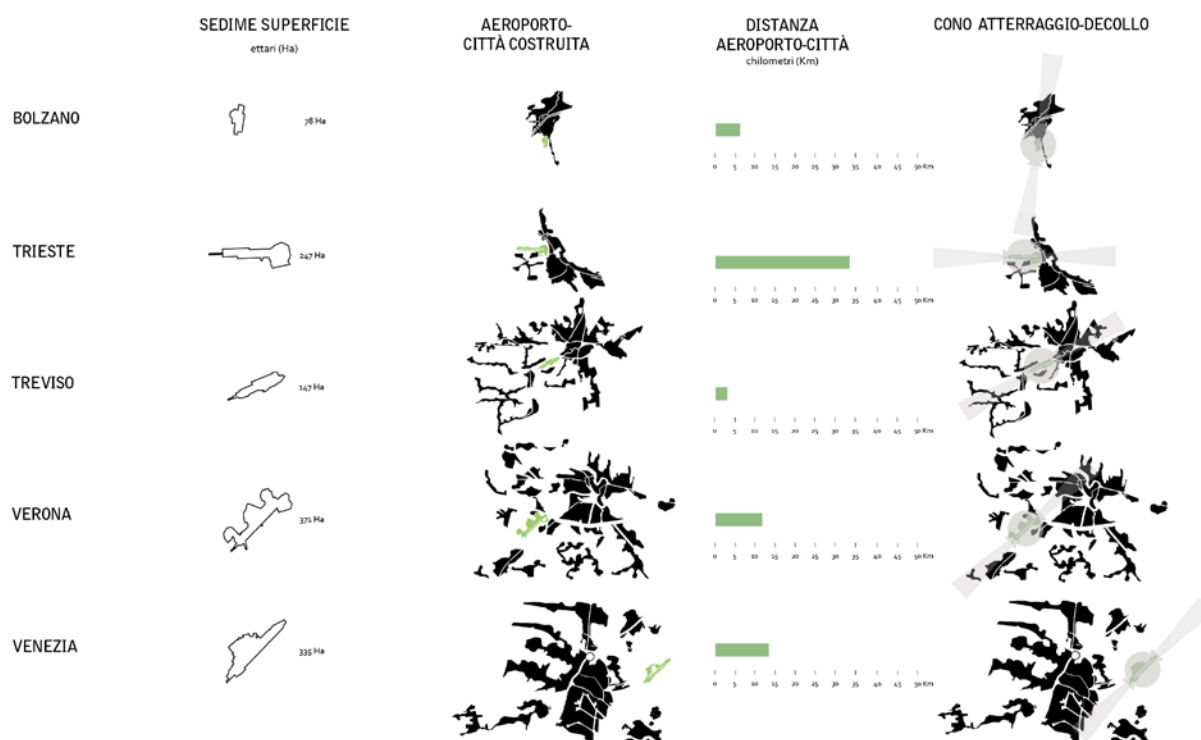 SEDIME SUPERFICIE
ettari (Ha)
AEROPORTO-
CITTÀ COSTRUITA
DISTANZA
AEROPORTO-CITTÀ
chilometri (Km)
CONO ATTERRAGGIO-DECOLLO
BOLZANO
78 Ha
0 5 10 15 20 25 30 35 40 45 50 Km
TRIESTE
247 Ha
0 5 10 15 20 25 30 35 40 45 50 Km
TREVISO
147 Ha
0 5 10 15 20 25 30 35 40 45 50 Km
VERONA
371 Ha
0 5 10 15 20 25 30 35 40 45 50 Km
VENEZIA
335 Ha
0 5 10 15 20 25 30 35 40 45 50 Km